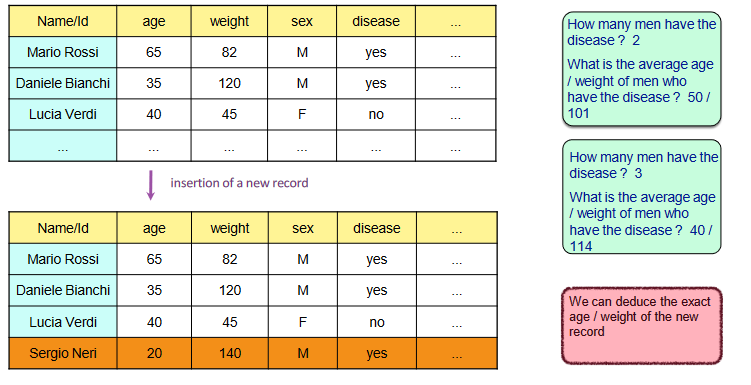 Name/Id age weight sex disease ...
Mario Rossi 65 82 M yes ...
Daniele Bianchi 35 120 M yes ...
Lucia Verdi 40 45 F no ...
... ... ... ... ... ...
insertion of a new record
Name/Id age weight sex disease ...
Mario Rossi 65 82 M yes ...
Daniele Bianchi 35 120 M yes ...
Lucia Verdi 40 45 F no ...
Sergio Neri 20 140 M yes ...
How many men have the
disease ? 2
What is the average age
/ weight of men who
have the disease ? 50 /
101
How many men have the
disease ? 3
What is the average age
/ weight of men who
have the disease ? 40 /
114
We can deduce the exact
age / weight of the new
record